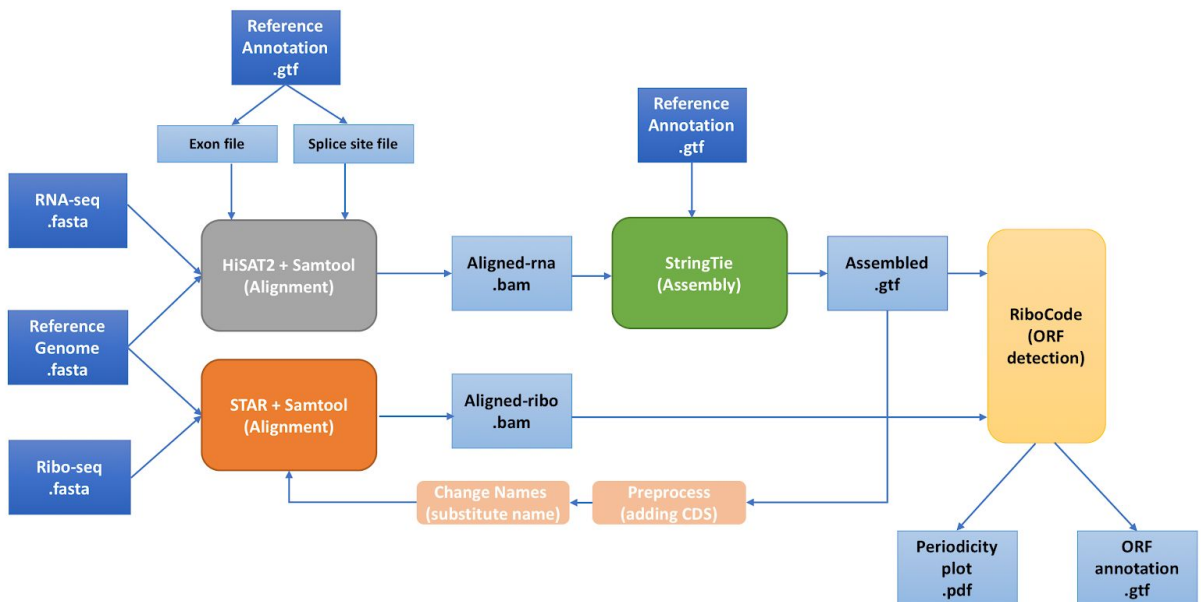 Reference
Annotation
.gtf
Exon file
Splice site file
Reference
Annotation
.gtf
RNA-seq
.fasta
HiSAT2 + Samtool
(Alignment)
Aligned-rna
.bam
StringTie
(Assembly)
Assembled
.gtf
RiboCode
(ORF
detection)
Reference
Genome
.fasta
STAR + Samtool
(Alignment)
Aligned-ribo
.bam
Ribo-seq
.fasta
Change Names
(substitute name)
Preprocess
(adding CDS)
Periodicity
plot
.pdf
ORF
annotation
.gtf